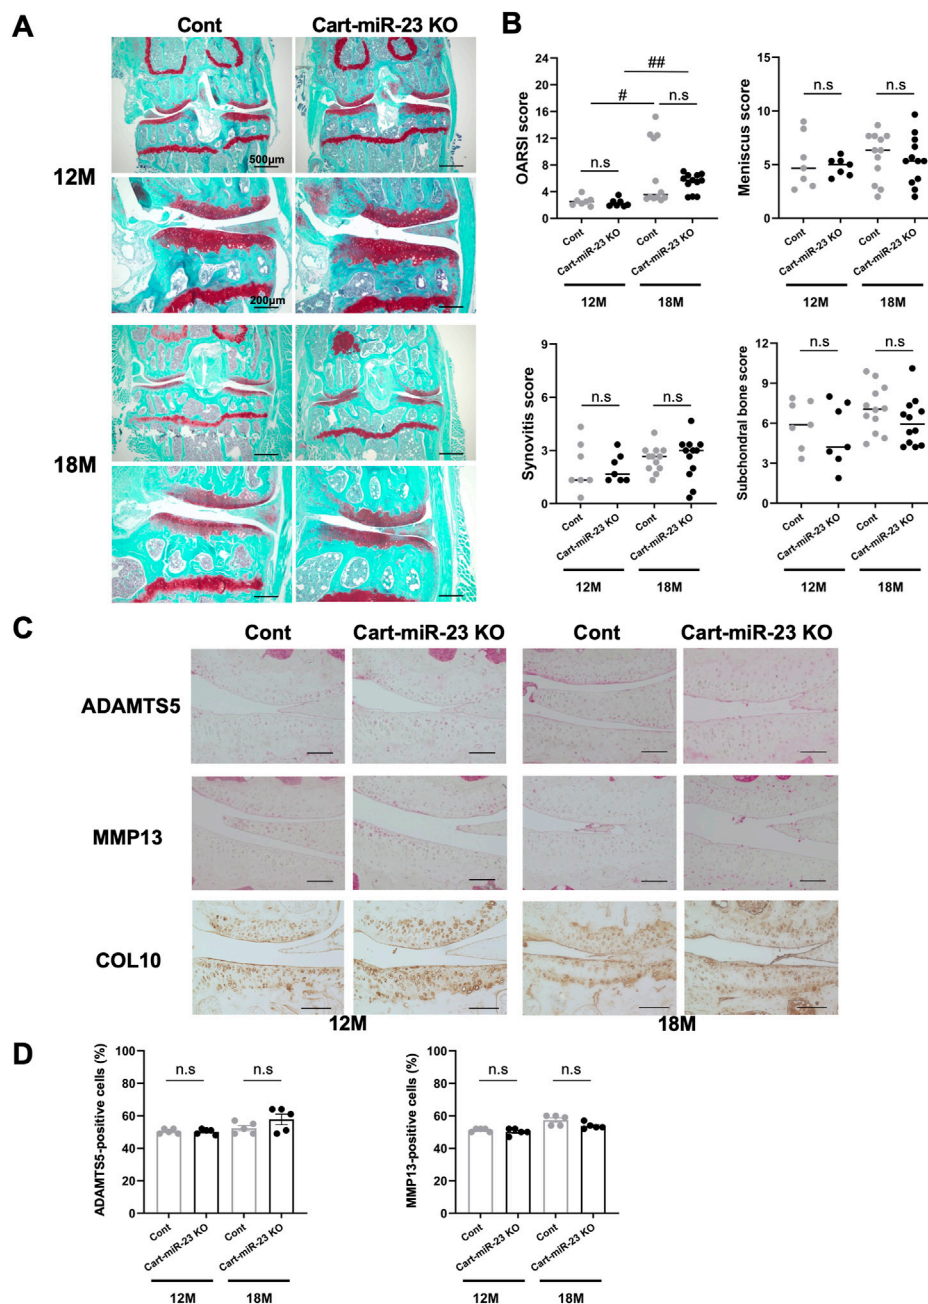 A
Cont
Cart-miR-23 KO
12M
500μm
200μm
18M
B
OARSI score
24
20
16
12
8
4
0
##
#
n.s
n.s
Cont
Cart-miR-23 KO
Cont
Cart-miR-23 KO
12M
18M
Meniscus score
15
10
5
0
n.s
n.s
Cont
Cart-miR-23 KO
Cont
Cart-miR-23 KO
12M
18M
Synovitis score
9
6
3
0
n.s
n.s
Cont
Cart-miR-23 KO
Cont
Cart-miR-23 KO
12M
18M
Subchondral bone score
12
9
6
3
0
n.s
n.s
Cont
Cart-miR-23 KO
Cont
Cart-miR-23 KO
12M
18M
C
Cont
Cart-miR-23 KO
Cont
Cart-miR-23 KO
ADAMTS5
MMP13
COL10
12M
18M
D
ADAMTS5-positive cells (%)
100
80
60
40
20
0
n.s
n.s
Cont
Cart-miR-23 KO
Cont
Cart-miR-23 KO
12M
18M
MMP13-positive cells (%)
100
80
60
40
20
0
n.s
n.s
Cont
Cart-miR-23 KO
Cont
Cart-miR-23 KO
12M
18M